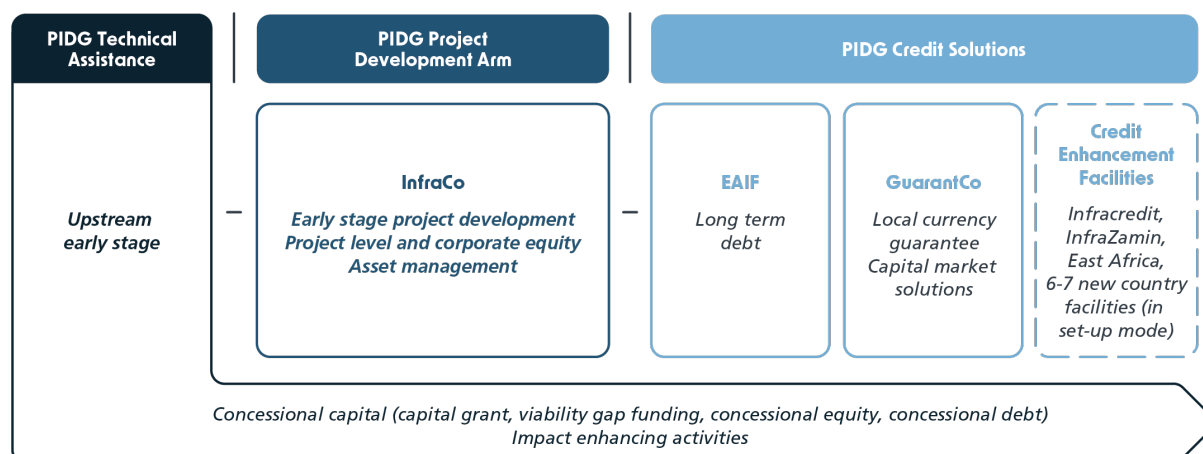 PIDG Technical
Assistance
PIDG Project
Development Arm
PIDG Credit Solutions
Upstream
early stage
InfraCo
Early stage project development
Project level and corporate equity
Asset management
EAIF
Long term
debt
GuarantCo
Local currency
guarantee
Capital market
solutions
Credit
Enhancement
Facilities
Infracredit,
InfraZamin,
East Africa,
6-7 new country
facilities (in
set-up mode)
Concessional capital (capital grant, viability gap funding, concessional equity, concessional debt)
Impact enhancing activities